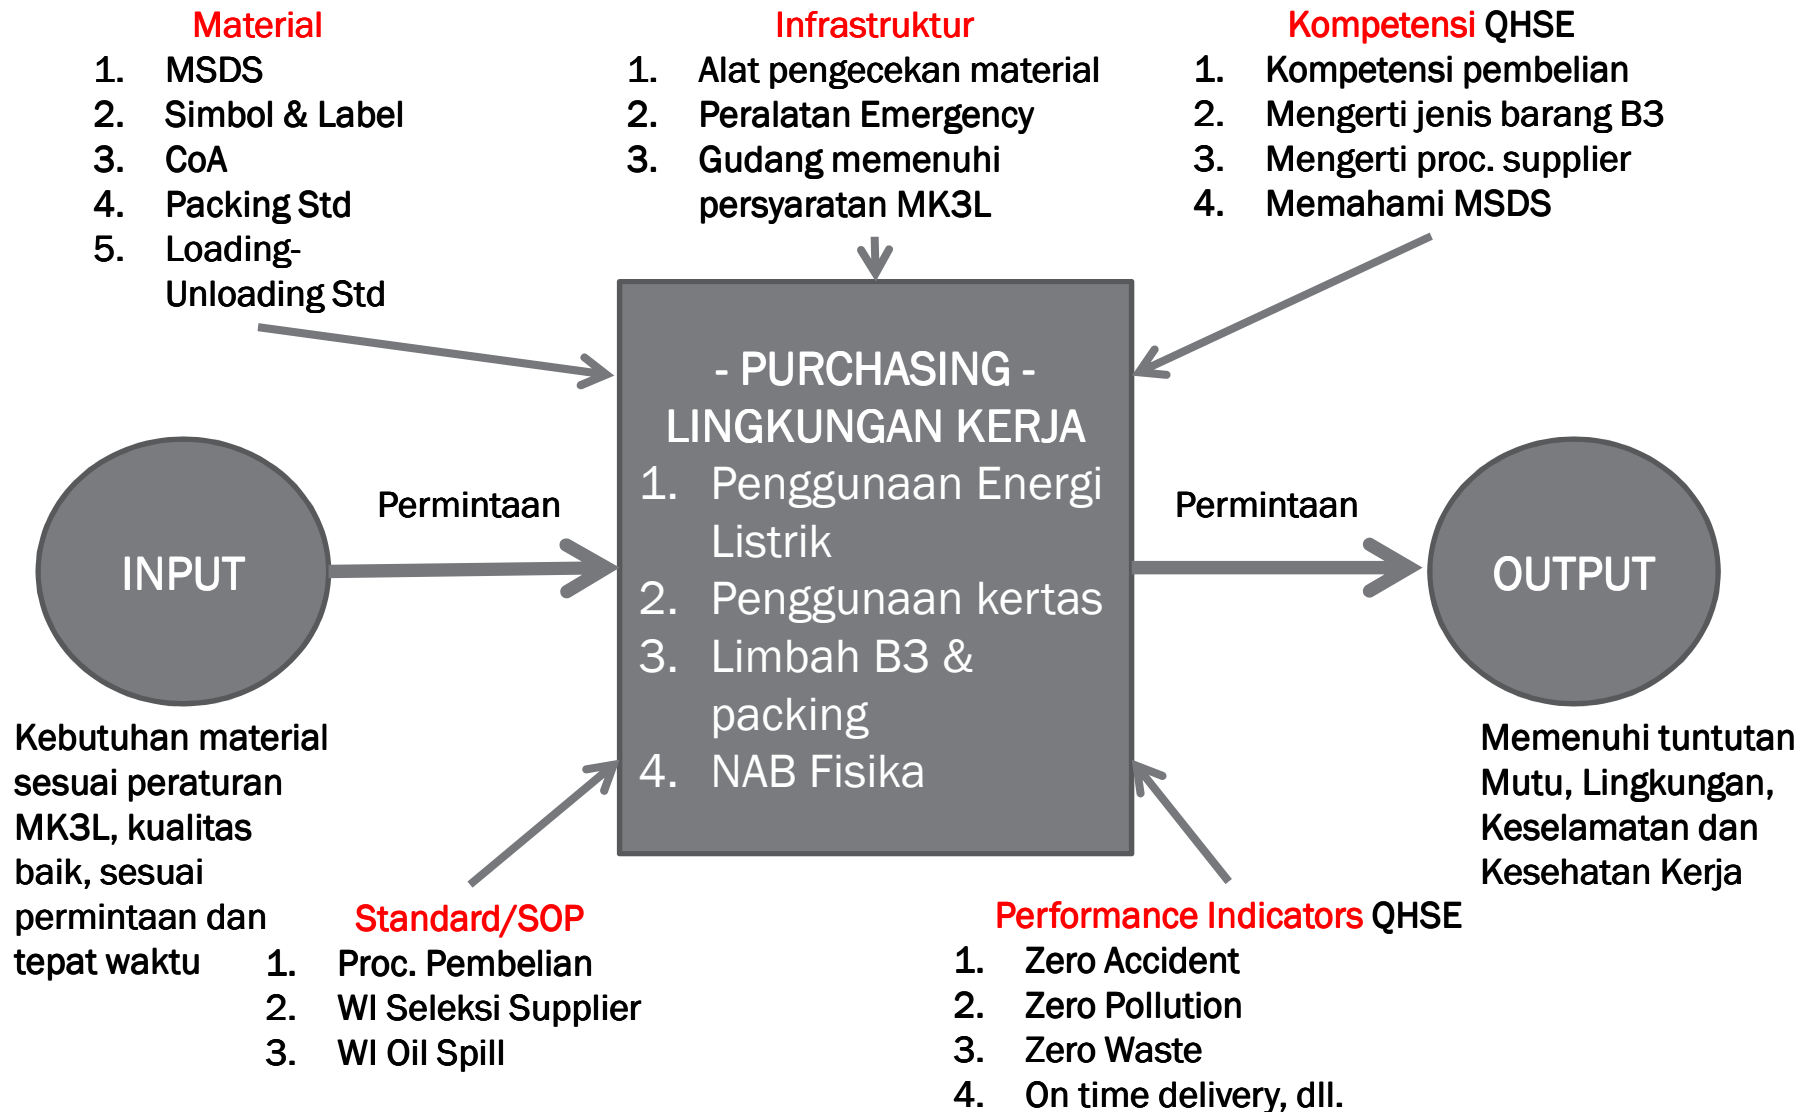 Material
1. MSDS
2. Simbol & Label
3. CoA
4. Packing Std
5. Loading-
Unloading Std
Infrastruktur
1. Alat pengecekan material
2. Peralatan Emergency
3. Gudang memenuhi
persyaratan MK3L
Kompetensi QHSE
1. Kompetensi pembelian
2. Mengerti jenis barang B3
3. Mengerti proc. supplier
4. Memahami MSDS
INPUT
Kebutuhan material
sesuai peraturan
MK3L, kualitas
baik, sesuai
permintaan dan
tepat waktu
Permintaan
- PURCHASING -
LINGKUNGAN KERJA
1. Penggunaan Energi
Listrik
2. Penggunaan kertas
3. Limbah B3 &
packing
4. NAB Fisika
Permintaan
OUTPUT
Memenuhi tuntutan
Mutu, Lingkungan,
Keselamatan dan
Kesehatan Kerja
Standard/SOP
1. Proc. Pembelian
2. WI Seleksi Supplier
3. WI Oil Spill
Performance Indicators QHSE
1. Zero Accident
2. Zero Pollution
3. Zero Waste
4. On time delivery, dll.